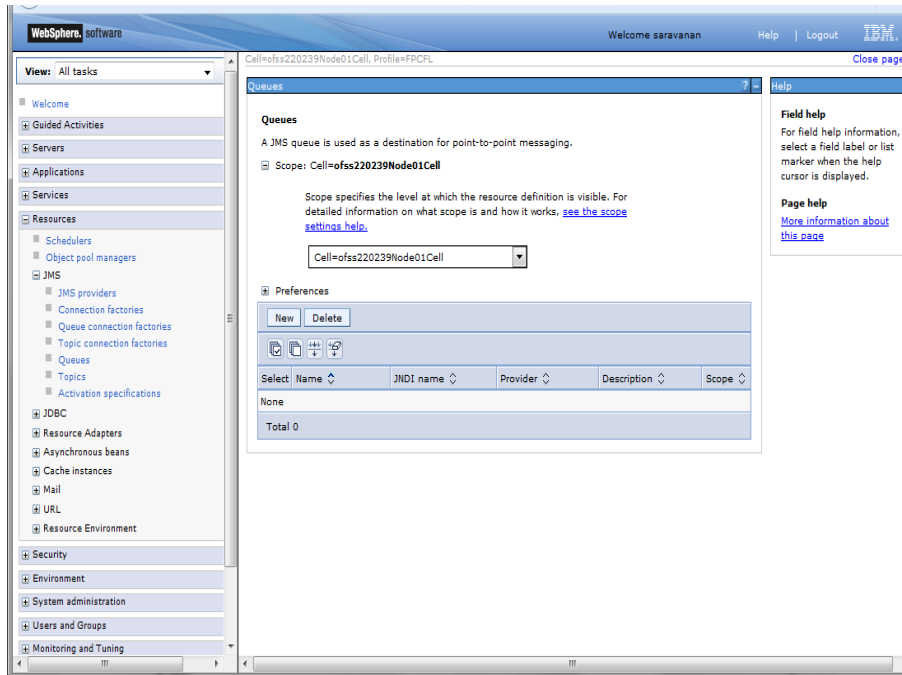 WebSphere. software
Welcome saravanan
Help | Logout
IBM.
View: All tasks
Cell=ofss220239Node01Cell, Profile=FPCFL
Close page
Welcome
Guided Activities
Servers
Applications
Services
Resources
Schedulers
Object pool managers
JMS
JMS providers
Connection factories
Queue connection factories
Topic connection factories
Queues
Topics
Activation specifications
JDBC
Resource Adapters
Asynchronous beans
Cache instances
Mail
URL
Resource Environment
Security
Environment
System administration
Users and Groups
Monitoring and Tuning
Queues
? -
Queues
A JMS queue is used as a destination for point-to-point messaging.
Scope: Cell=ofss220239Node01Cell
Scope specifies the level at which the resource definition is visible. For
detailed information on what scope is and how it works, see the scope
settings help.
Cell=ofss220239Node01Cell
Preferences
New Delete
Select Name JNDI name Provider Description Scope
None
Total 0
Help
Field help
For field help information,
select a field label or list
marker when the help
cursor is displayed.
Page help
More information about
this page